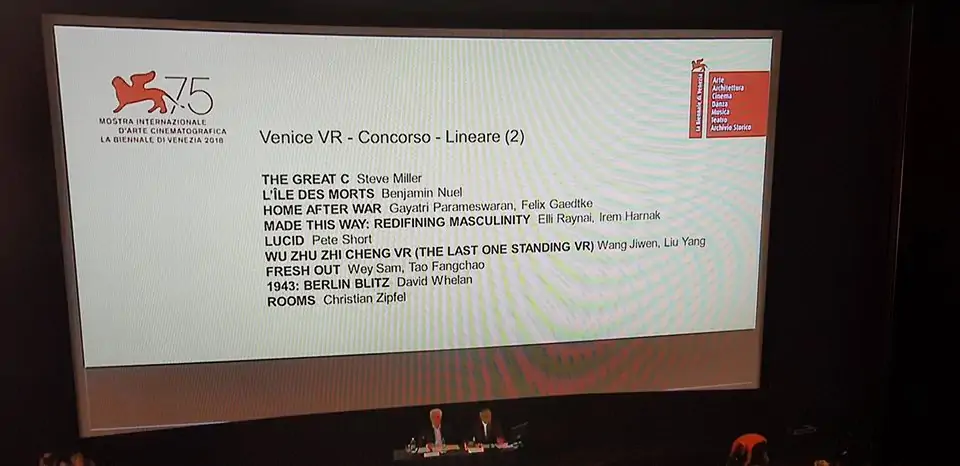 75
MOSTRA INTERNAZIONALE
D'ARTE CINEMATOGRAFICA
LA BIENNALE DI VENEZIA 2018
la Biennale di Venezia
Arte
Architettura
Cinema
Danza
Musica
Teatro
Archivio Storico
Venice VR - Concorso - Lineare (2)
THE GREAT C Steve Miller
L'ÎLE DES MORTS Benjamin Nuel
HOME AFTER WAR Gayatri Parameswaran, Felix Gaedtke
MADE THIS WAY: REDIFINING MASCULINITY Elli Raynai, Irem Harnak
LUCID Pete Short
WU ZHU ZHI CHENG VR (THE LAST ONE STANDING VR) Wang Jiwen, Liu Yang
FRESH OUT Wey Sam, Tao Fangchao
1943: BERLIN BLITZ David Whelan
ROOMS Christian Zipfel